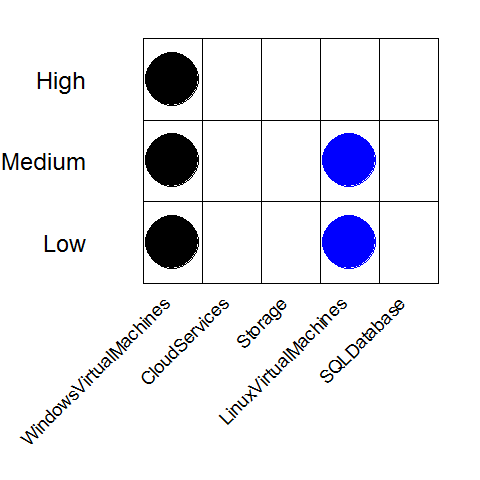 High
Medium
Low
WindowsVirtualMachines
CloudServices
Storage
LinuxVirtualMachines
SQLDatabase